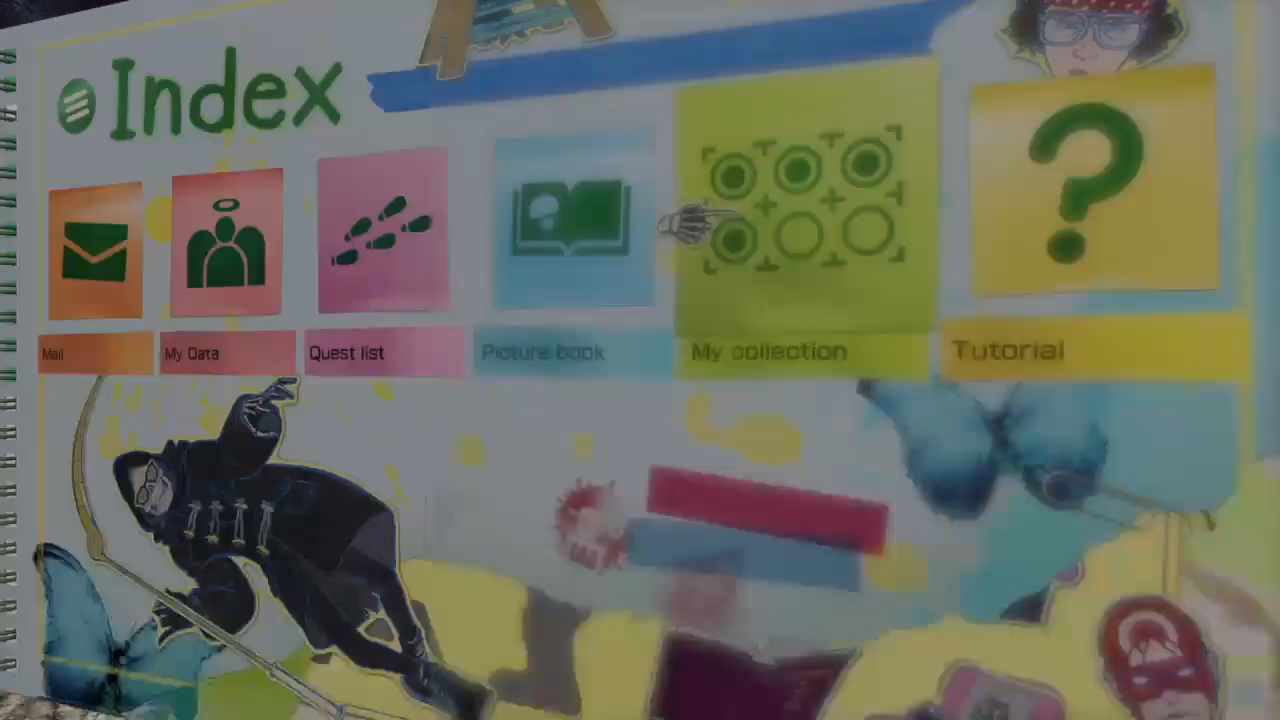 Index
Mail
My Data
Quest list
Picture book
My collection
Tutorial